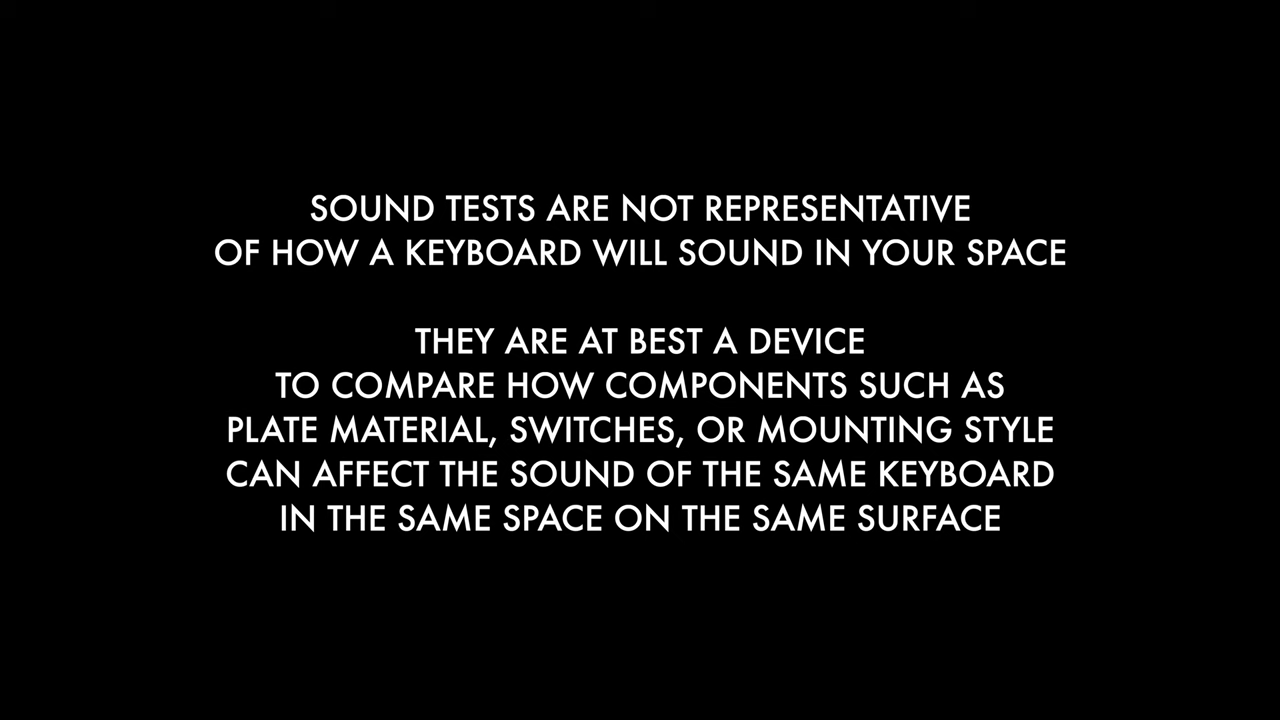 SOUND TESTS ARE NOT REPRESENTATIVE
OF HOW A KEYBOARD WILL SOUND IN YOUR SPACE
THEY ARE AT BEST A DEVICE
TO COMPARE HOW COMPONENTS SUCH AS
PLATE MATERIAL, SWITCHES, OR MOUNTING STYLE
CAN AFFECT THE SOUND OF THE SAME KEYBOARD
IN THE SAME SPACE ON THE SAME SURFACE